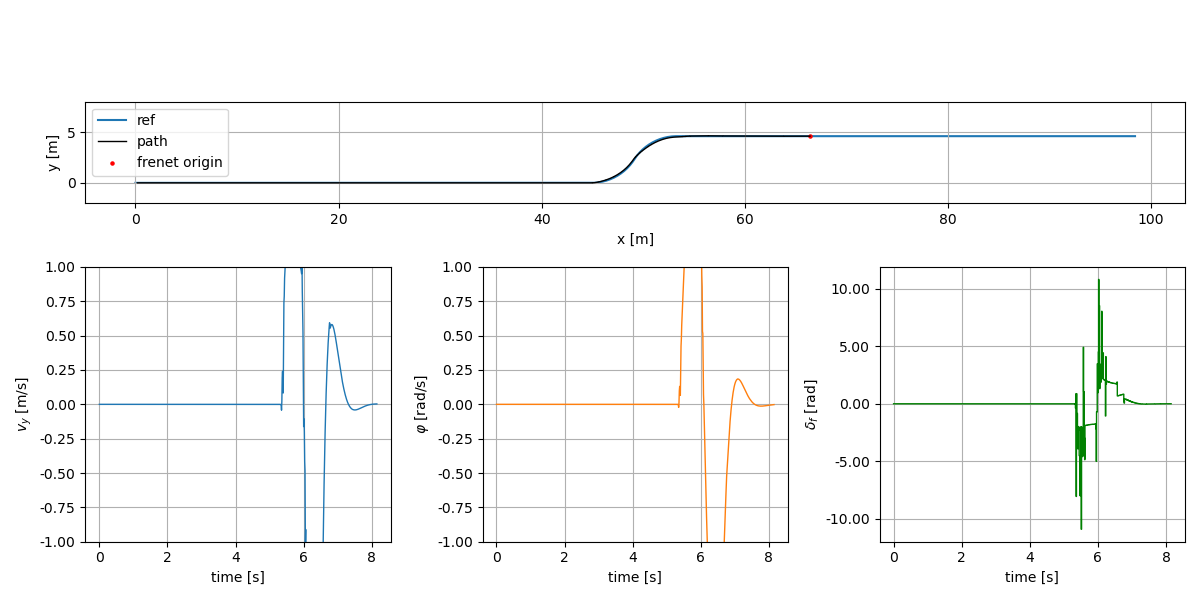 ref
path
frenet origin
y [m]
5
0
0 20 40 60 80 100
x [m]
1.00
0.75
0.50
0.25
0.00
-0.25
-0.50
-0.75
-1.00
v_y [m/s]
0 2 4 6 8
time [s]
1.00
0.75
0.50
0.25
0.00
-0.25
-0.50
-0.75
-1.00
φ [rad/s]
0 2 4 6 8
time [s]
10.00
5.00
0.00
-5.00
-10.00
δ_f [rad]
0 2 4 6 8
time [s]